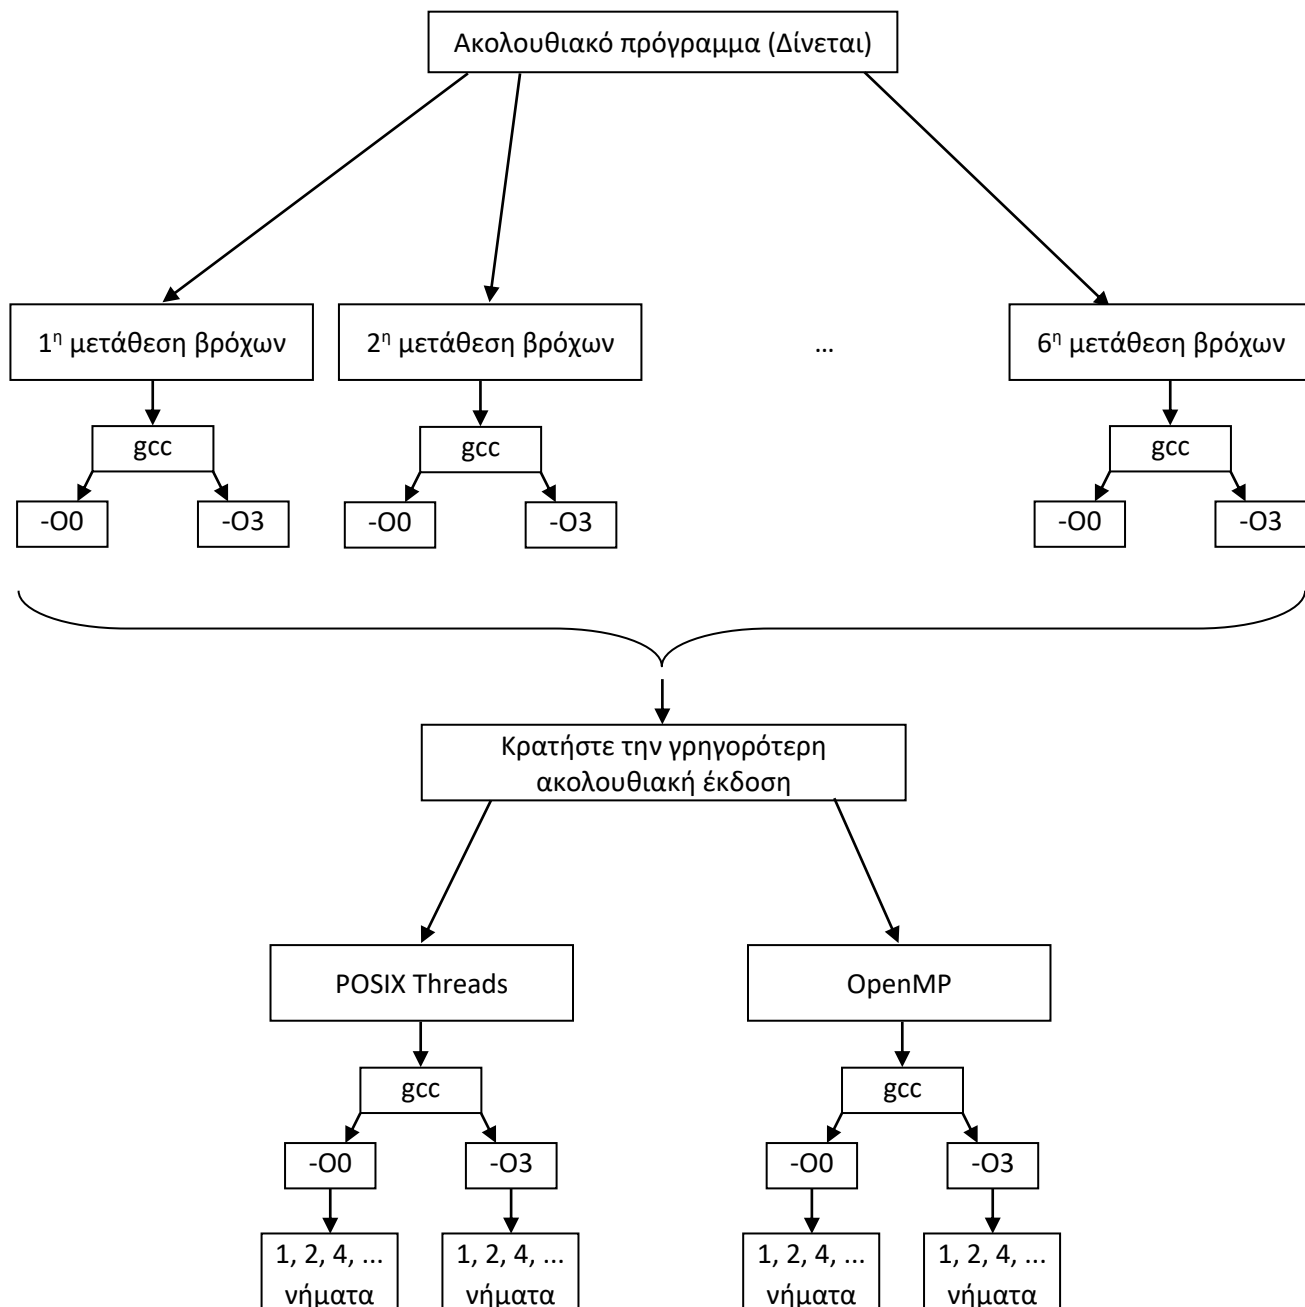 Ακολουθιακό πρόγραμμα (Δίνεται)
1η μετάθεση βρόχων
2η μετάθεση βρόχων
...
6η μετάθεση βρόχων
gcc
gcc
gcc
-O0
-O3
-O0
-O3
-O0
-O3
Κρατήστε την γρηγορότερη
ακολουθιακή έκδοση
POSIX Threads
OpenMP
gcc
gcc
-O0
-O3
-O0
-O3
1, 2, 4, ...
νήματα
1, 2, 4, ...
νήματα
1, 2, 4, ...
νήματα
1, 2, 4, ...
νήματα